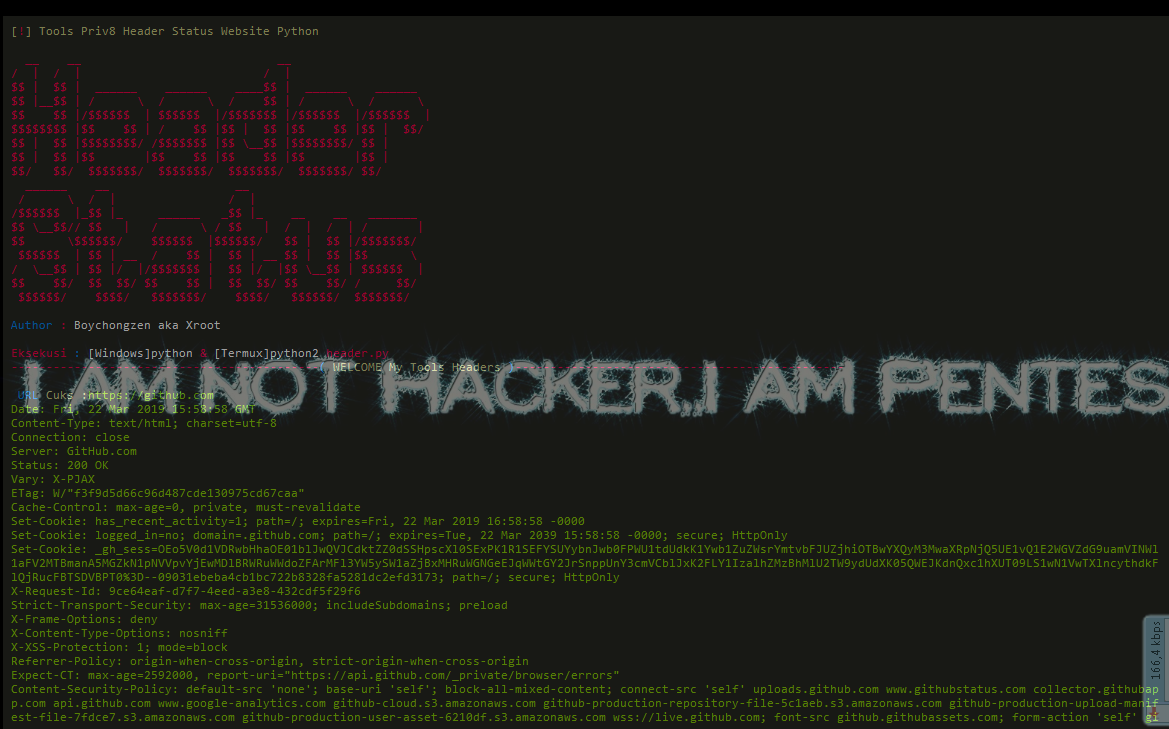 [!] Tools Priv8 Header Status Website Python
Header
Status
Author : Boychongzen aka Xroot
Eksekusi : [Windows]python & [Termux]python2 header.py
WELCOME My Tools Headers
I AM NOT HACKER,,I AM PENTES
URL Cuks :https://github.com
Date: Fri, 22 Mar 2019 15:58:58 GMT
Content-Type: text/html; charset=utf-8
Connection: close
Server: GitHub.com
Status: 200 OK
Vary: X-PJAX
ETag: W/"f3f9d5d66c96d487cde130975cd67caa"
Cache-Control: max-age=0, private, must-revalidate
Set-Cookie: has_recent_activity=1; path=/; expires=Fri, 22 Mar 2019 16:58:58 -0000
Set-Cookie: logged_in=no; domain=.github.com; path=/; expires=Tue, 22 Mar 2039 15:58:58 -0000; secure; HttpOnly
Set-Cookie:
path=/; secure; HttpOnly
X-Request-Id: 9ce64eaf-d7f7-4eed-a3e8-432cdf5f29f6
Strict-Transport-Security: max-age=31536000; includeSubdomains; preload
X-Frame-Options: deny
X-Content-Type-Options: nosniff
X-XSS-Protection: 1; mode=block
Referrer-Policy: origin-when-cross-origin, strict-origin-when-cross-origin
Expect-CT: max-age=2592000, report-uri="https://api.github.com/_private/browser/errors"
Content-Security-Policy: default-src 'none'; base-uri 'self'; block-all-mixed-content; connect-src 'self' uploads.github.com www.githubstatus.com collector.githubap
p.com api.github.com www.google-analytics.com github-cloud.s3.amazonaws.com github-production-repository-file-5c1aeb.s3.amazonaws.com github-production-upload-manif
est-file-7fdce7.s3.amazonaws.com github-production-user-asset-6210df.s3.amazonaws.com wss://live.github.com; font-src github.githubassets.com; form-action 'self' gi
166,4 kbps